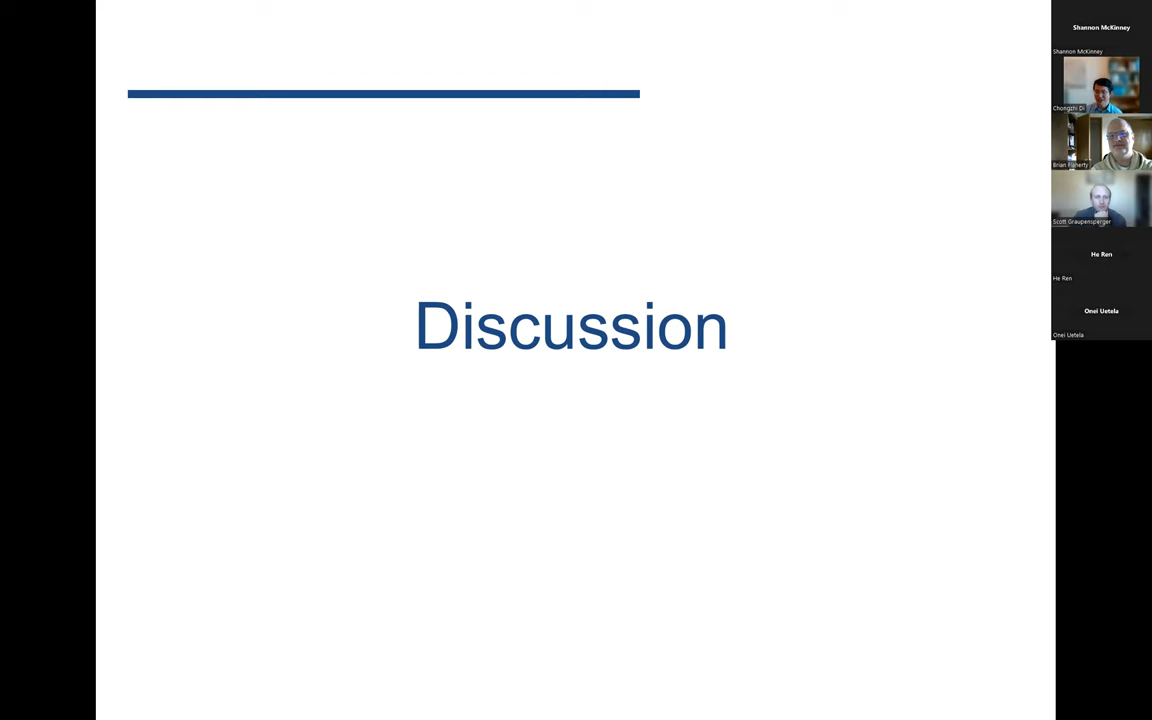 Discussion
Shannon McKinney
Shannon McKinney
Chongzhi Di
Brian Flaherty
Scott Graupensperger
He Ren
He Ren
Onei Uetela
Onei Uetela